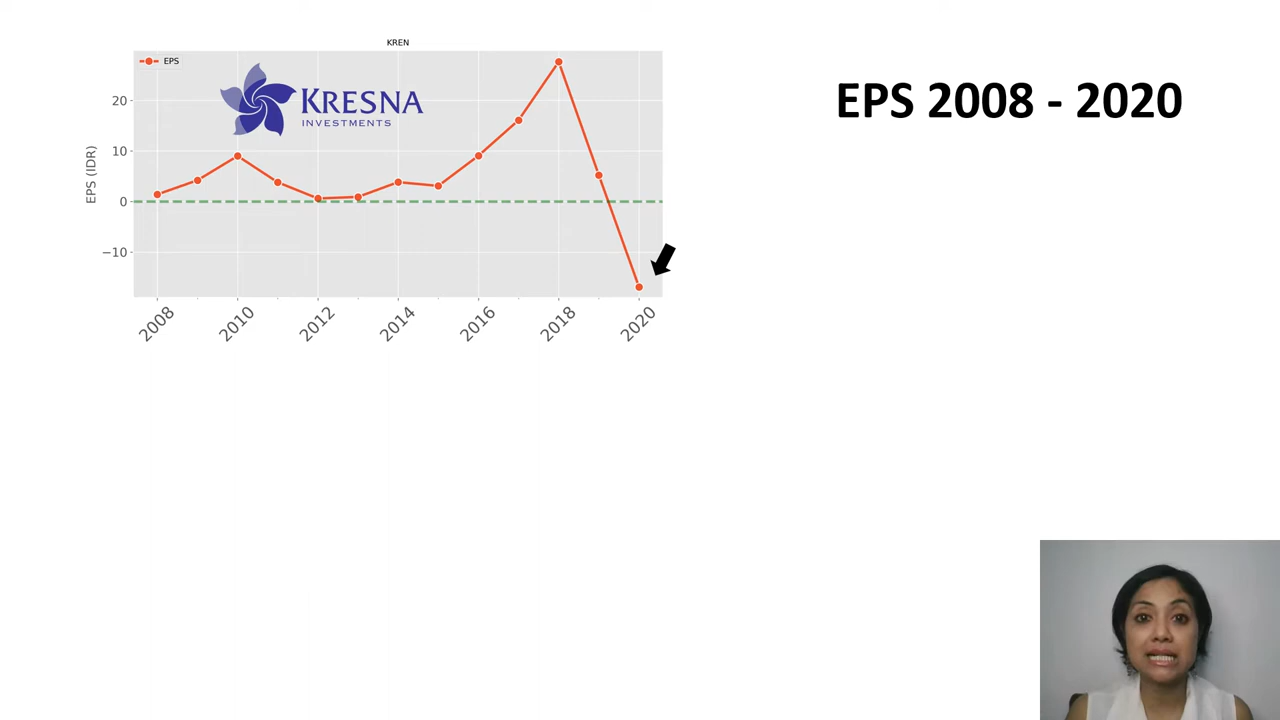 KREN
EPS
KRESNA
INVESTMENTS
EPS 2008 - 2020
EPS (IDR)
20
10
0
−10
2008
2010
2012
2014
2016
2018
2020